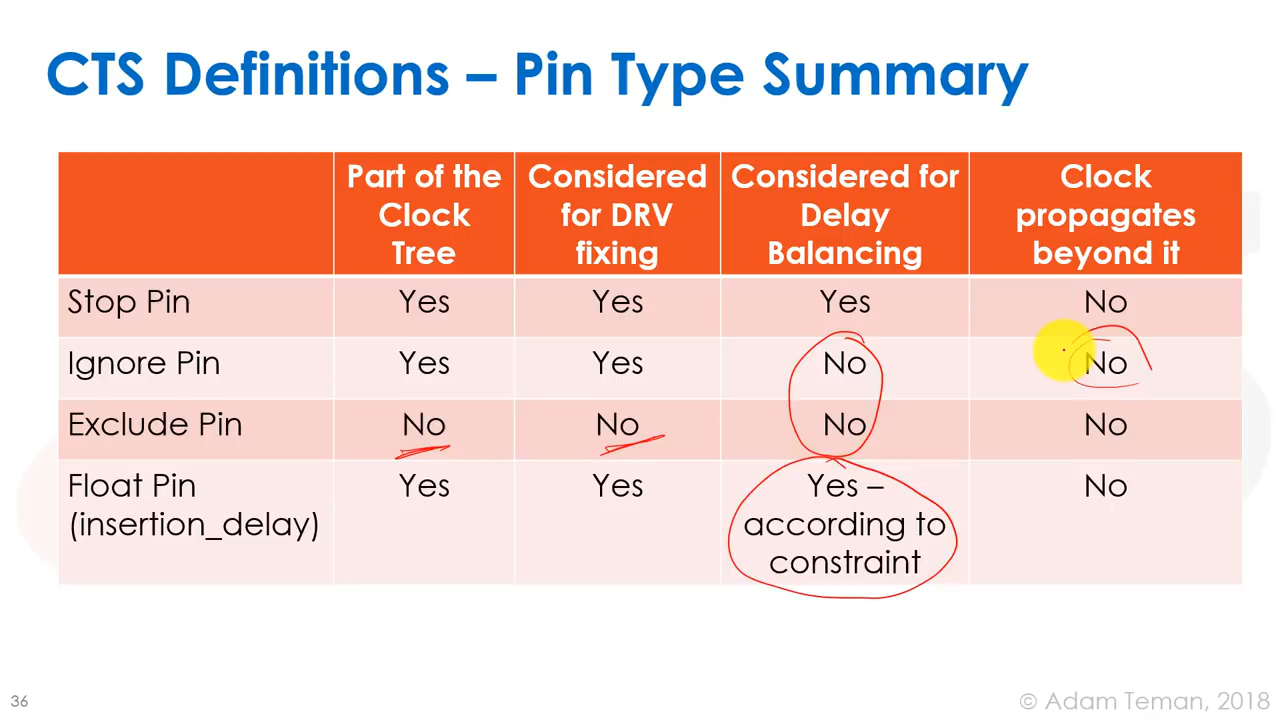 CTS Definitions – Pin Type Summary
Part of the Clock Tree
Considered for DRV fixing
Considered for Delay Balancing
Clock propagates beyond it
Stop Pin Yes Yes Yes No
Ignore Pin Yes Yes No No
Exclude Pin No No No No
Float Pin (insertion_delay) Yes Yes Yes – according to constraint No
36
© Adam Teman, 2018